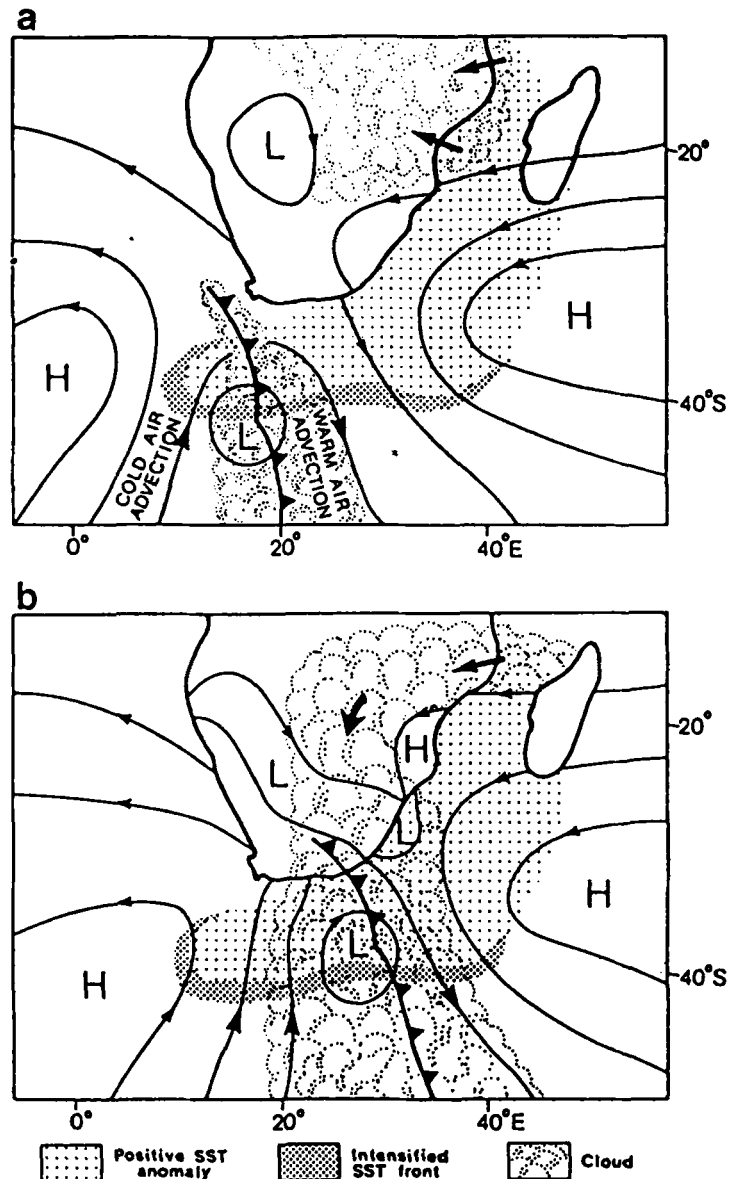 a
L
20°
H
H
40°S
L
COLD AIR
ADVECTION
WARM AIR
ADVECTION
0°
20°
40°E
b
20°
H
L
L
H
L
40°S
H
0°
20°
40°E
Positive SST
anomaly
Intensified
SST front
Cloud